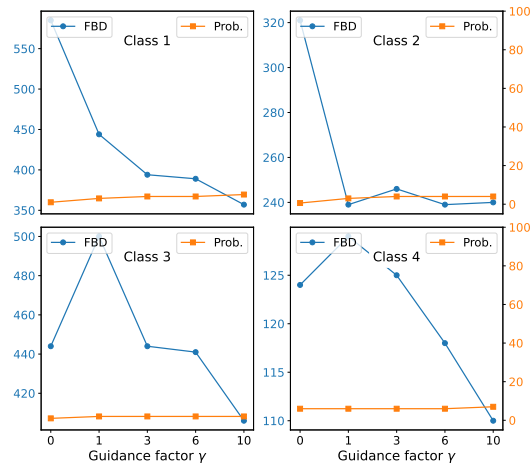 FBD
Prob.
Class 1
550
500
450
400
350
FBD
Prob.
Class 2
320
300
280
260
240
100
80
60
40
20
0
FBD
Prob.
Class 3
500
480
460
440
420
0 1 3 6 10
Guidance factor γ
FBD
Prob.
Class 4
125
120
115
110
100
80
60
40
20
0
0 1 3 6 10
Guidance factor γ